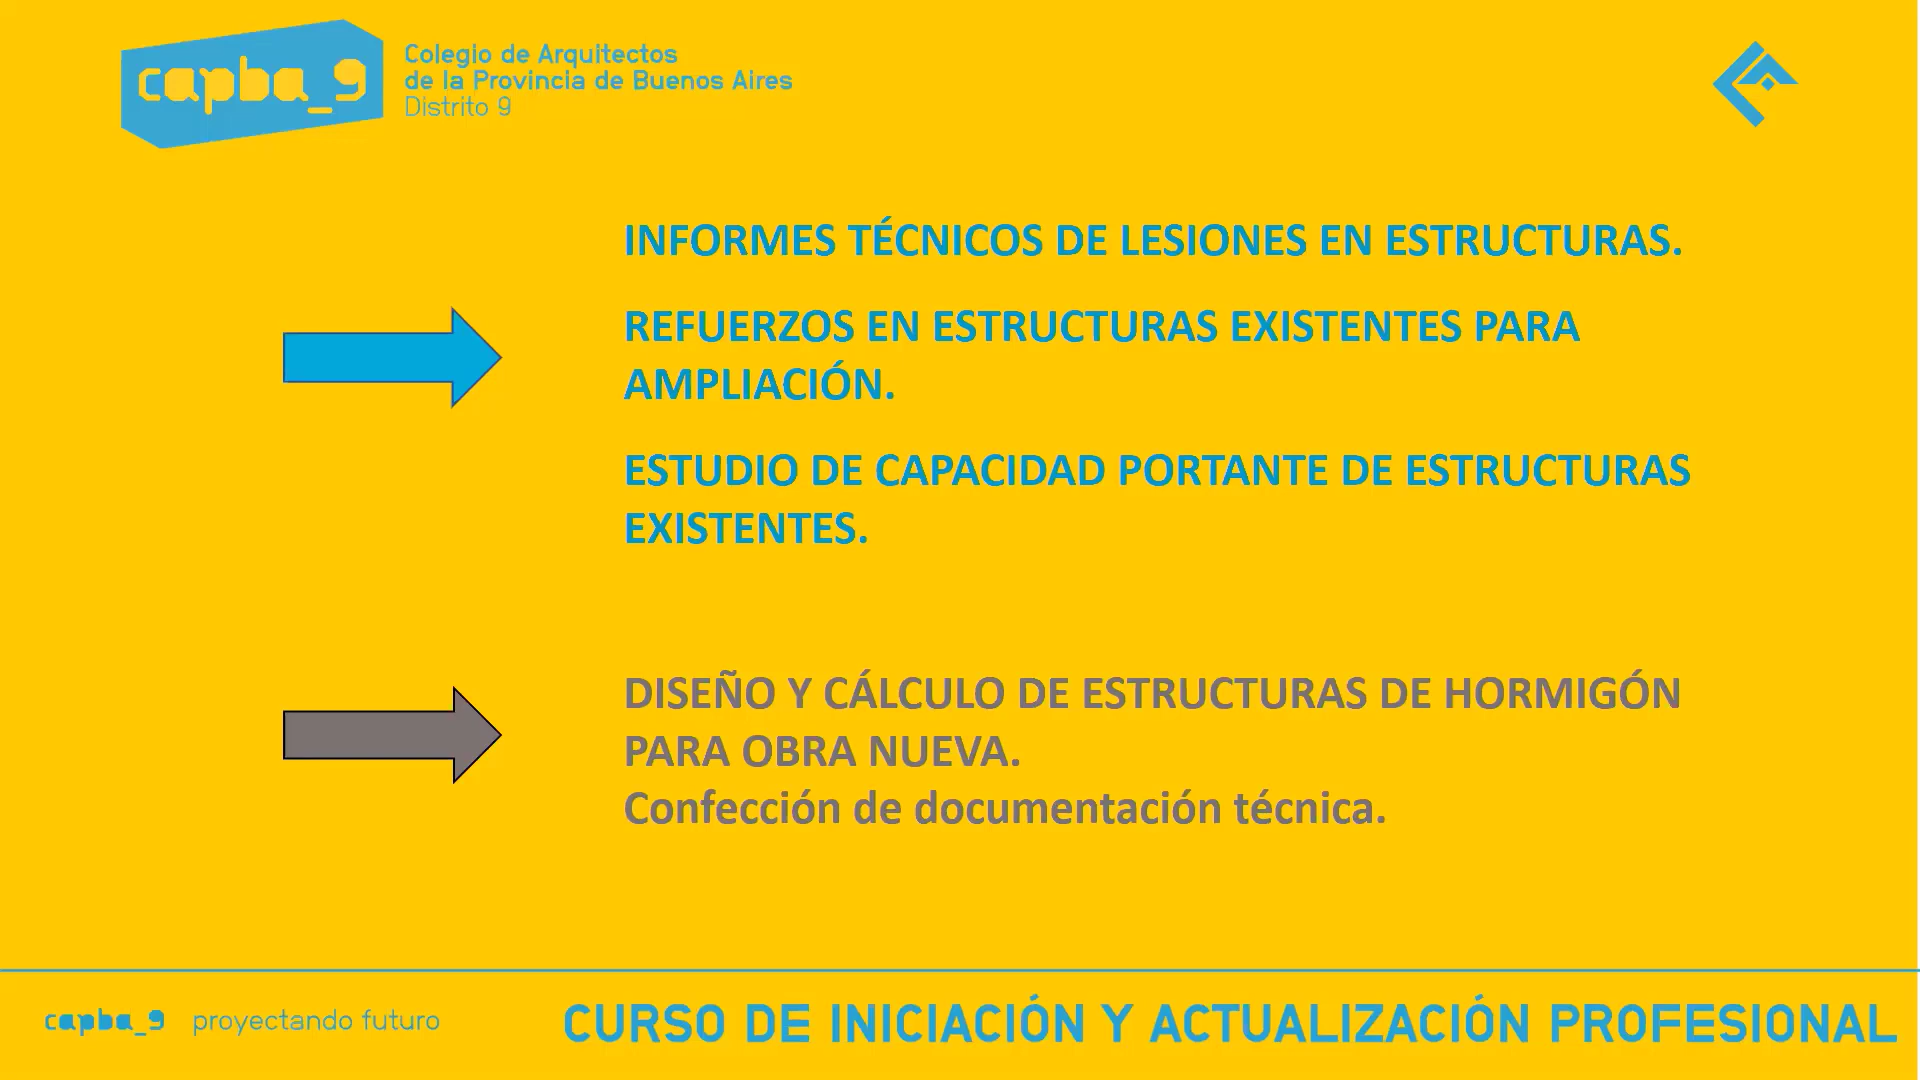 capba_9
Colegio de Arquitectos
de la Provincia de Buenos Aires
Distrito 9
INFORMES TÉCNICOS DE LESIONES EN ESTRUCTURAS.
REFUERZOS EN ESTRUCTURAS EXISTENTES PARA
AMPLIACIÓN.
ESTUDIO DE CAPACIDAD PORTANTE DE ESTRUCTURAS
EXISTENTES.
DISEÑO Y CÁLCULO DE ESTRUCTURAS DE HORMIGÓN
PARA OBRA NUEVA.
Confección de documentación técnica.
capba_9 proyectando futuro
CURSO DE INICIACIÓN Y ACTUALIZACIÓN PROFESIONAL